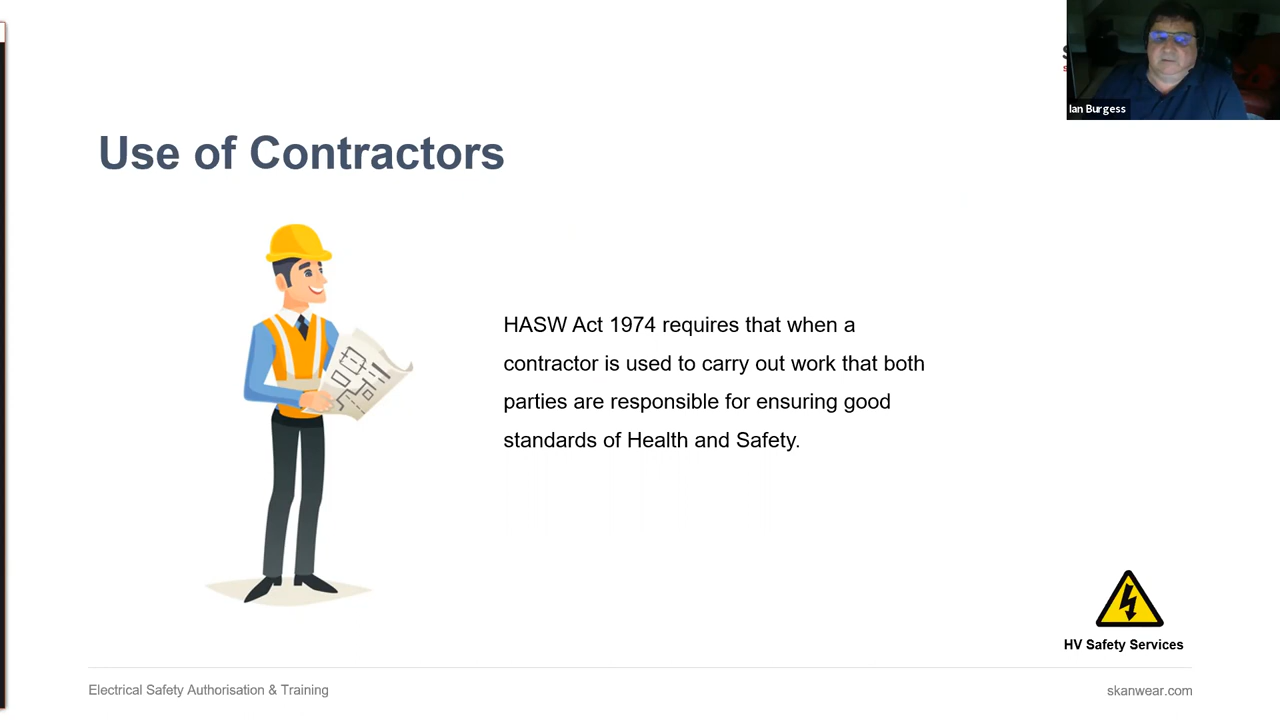 Ian Burgess
Use of Contractors
HASW Act 1974 requires that when a
contractor is used to carry out work that both
parties are responsible for ensuring good
standards of Health and Safety.
HV Safety Services
Electrical Safety Authorisation & Training
skanwear.com